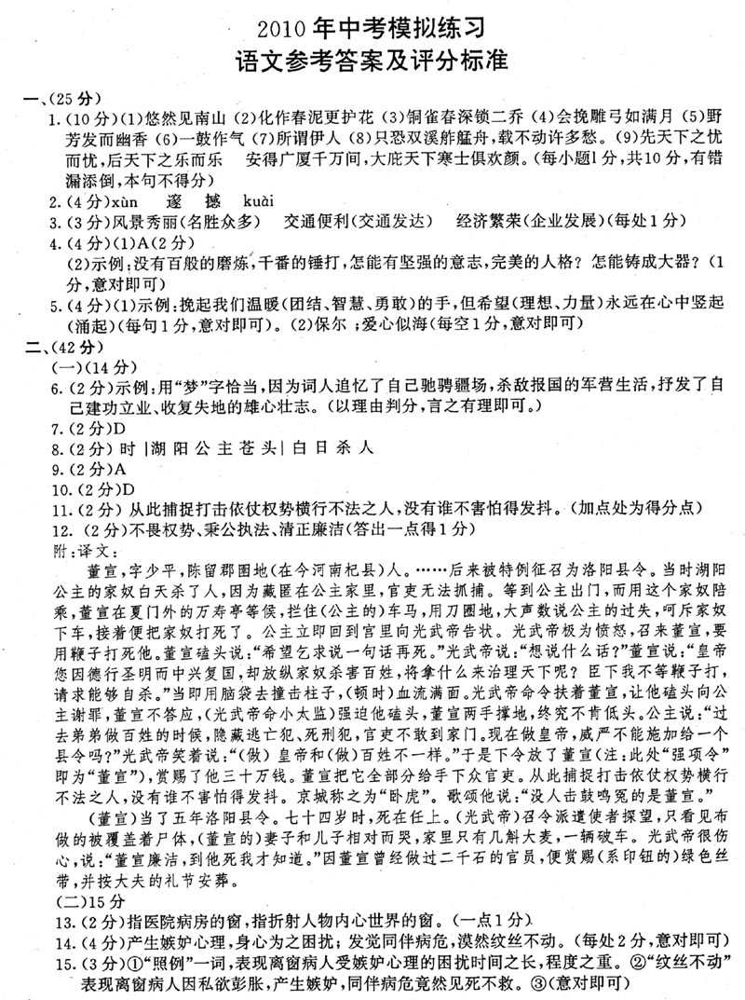 2010年中考模拟练习
语文参考答案及评分标准
一、(25分)
1.(10分)(1)悠然见南山 (2)化作春泥更护花 (3)铜雀春深锁二乔 (4)会挽雕弓如满月 (5)野
芳发而幽香 (6)一鼓作气 (7)所谓伊人 (8)只恐双溪舴艋舟,载不动许多愁。(9)先天下之忧
而忧,后天下之乐而乐 安得广厦千万间,大庇天下寒士俱欢颜。(每小题1分,共10分,有错
漏添倒,本句不得分)
2.(4分)xùn 邃 撼 kuài
3.(3分)风景秀丽(名胜众多) 交通便利(交通发达) 经济繁荣(企业发展)(每处1分)
4.(4分)(1)A(2分)
(2)示例:没有百般的磨炼,千番的锤打,怎能有坚强的意志,完美的人格？怎能铸成大器？(1
分,意对即可)
5.(4分)(1)示例:挽起我们温暖(团结、智慧、勇敢)的手,但希望(理想、力量)永远在心中竖起
(涌起)(每句1分,意对即可)。(2)保尔 ;爱心似海(每空1分,意对即可)
二、(42分)
(一)(14分)
6.(2分)示例:用“梦”字恰当,因为词人追忆了自己驰骋疆场,杀敌报国的军营生活,抒发了自
己建功立业、收复失地的雄心壮志。(以理由判分,言之有理即可。)
7.(2分)D
8.(2分) 时|湖阳公主苍头|白日杀人
9.(2分)A
10.(2分)D
11.(2分) 从此捕捉打击依仗权势横行不法之人,没有谁不害怕得发抖。(加点处为得分点)
12. (2分)不畏权势、秉公执法、清正廉洁(答出一点得1分)
附:译文:
董宣,字少平,陈留郡圉地(在今河南杞县)人。……后来被特例征召为洛阳县令。当时湖阳
公主的家奴白天杀了人,因为藏匿在公主家里,官吏无法抓捕。等到公主出门,而用这个家奴陪
乘,董宣在夏门外的万寿亭等候,拦住(公主的)车马,用刀圈地,大声数说公主的过失,呵斥家奴
下车,接着便把家奴打死了。公主立即回到宫里向光武帝告状。光武帝极为愤怒,召来董宣,要
用鞭子打死他。董宣磕头说:“希望乞求说一句话再死。”光武帝说:“想说什么话?”董宣说:“皇帝
您因德行圣明而中兴复国,却放纵家奴杀害百姓,将拿什么来治理天下呢？臣下我不等鞭子打,
请求能够自杀。”当即用脑袋去撞击柱子,(顿时)血流满面。光武帝命令扶着董宣,让他磕头向公
主谢罪,董宣不答应,(光武帝命小太监)强迫他磕头,董宣两手撑地,终究不肯低头。公主说:“过
去弟弟做百姓的时候,隐藏逃亡犯、死刑犯,官吏不敢到家门。现在做皇帝,威严不能施加给一个
县令吗?”光武帝笑着说:“(做) 皇帝和(做)百姓不一样。”于是下令放了董宣(注:此处“强项令”
即为“董宣”),赏赐了他三十万钱。董宣把它全部分给手下众官吏。从此捕捉打击依仗权势横行
不法之人,没有谁不害怕得发抖。京城称之为“卧虎”。歌颂他说:“没人击鼓鸣冤的是董宣。”
(董宣)当了五年洛阳县令。七十四岁时,死在任上。(光武帝)召令派遣使者探望,只看见布
做的被覆盖着尸体,(董宣的)妻子和儿子相对而哭,家里只有几斛大麦,一辆破车。光武帝很伤
心,说:“董宣廉洁,到他死我才知道。”因董宣曾经做过二千石的官员,便赏赐(系印钮的)绿色丝
带,并按大夫的礼节安葬。
(二)15分
13.(2分)指医院病房的窗,指折射人物内心世界的窗。(一点1分)
14.(4分)产生嫉妒心理,身心为之困扰; 发觉同伴病危,漠然纹丝不动。(每处2分,意对即可)
15.(3分)①“照例”一词,表现离窗病人受嫉妒心理的困扰时间之长,程度之重。②“纹丝不动”
表现离窗病人因私欲彭胀,产生嫉妒,同伴病危竟然见死不救。③(意对即可)